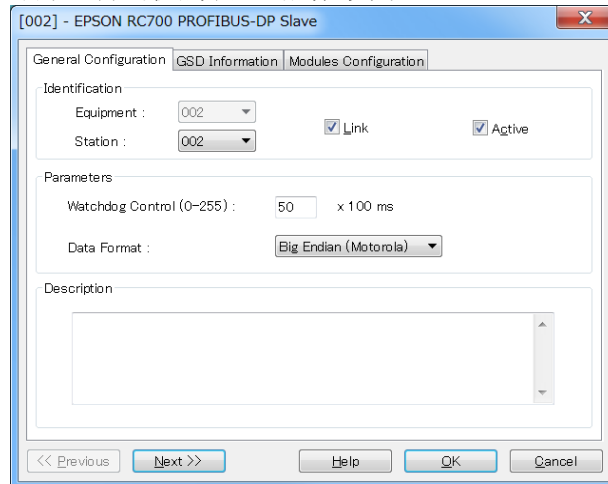 [002] - EPSON RC700 PROFIBUS-DP Slave
General Configuration GSD Information Modules Configuration
Identification
Equipment : 002
Link Active
Station : 002
Parameters
Watchdog Control (0-255) : 50 x 100 ms
Data Format : Big Endian (Motorola)
Description
<< Previous Next >> Help OK Cancel